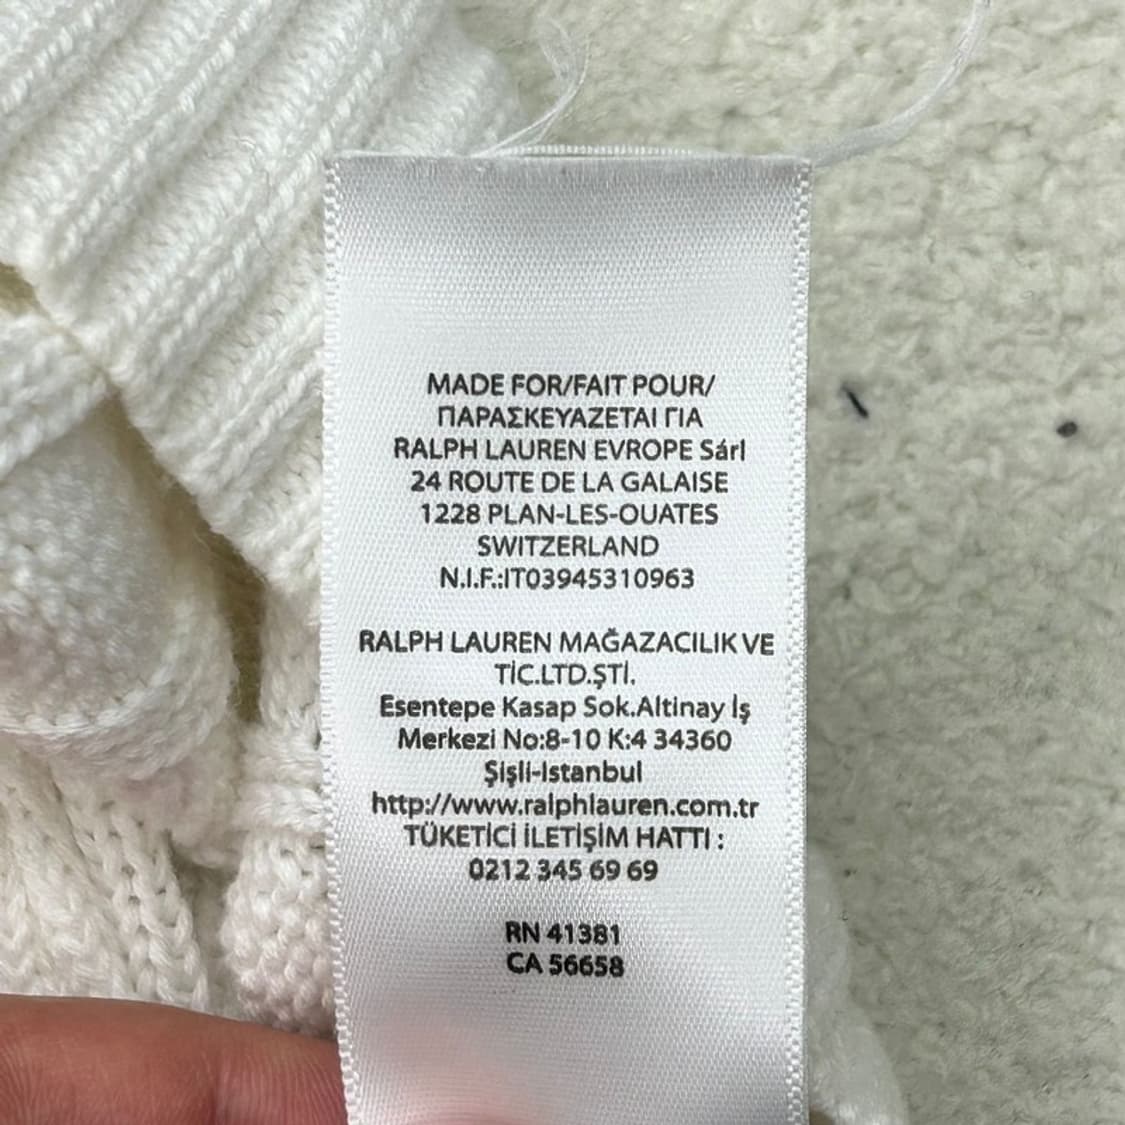 MADE FOR/FAIT POUR/
ΠΑΡΑΣΚΕΥΑΖΕΤΑΙ ΓΙΑ
RALPH LAUREN EVROPE Sárl
24 ROUTE DE LA GALAISE
1228 PLAN-LES-OUATES
SWITZERLAND
N.I.F.:IT03945310963
RALPH LAUREN MAĞAZACILIK VE
TİC.LTD.ŞTİ.
Esentepe Kasap Sok.Altinay İş
Merkezi No:8-10 K:4 34360
Şişli-Istanbul
http://www.ralphlauren.com.tr
TÜKETİCİ İLETİŞİM HATTI :
0212 345 69 69
RN 41381
CA 56658